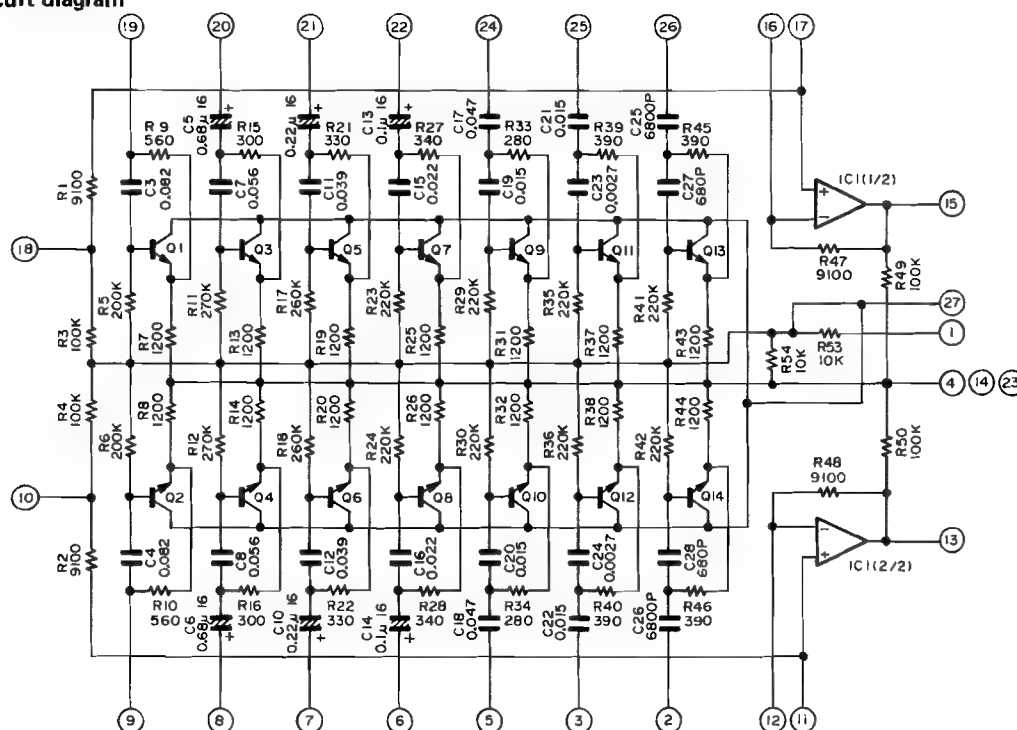 cuit diagram
19 20 21 22 24 25 26 16 17
C5 0.68μ 16 +
21 0.22μ 16 +
C13 0.1μ 16 +
C17 0.047
C21 0.015
C25 6800P
R9 560
R15 300
R21 330
R27 340
R33 280
R39 390
R45 390
R1 9100
C3 0.082
C7 0.056
C11 0.039
C15 0.022
C19 0.015
C23 0.0027
C27 680P
+ IC1(1/2)
-
15
18
Q1 Q3 Q5 Q7 Q9 Q11 Q13
R47 9100
R49 100K
R3 100K
R5 200K
R7 1200
R11 270K
R13 1200
R17 260K
R19 1200
R23 220K
R25 1200
R29 220K
R31 1200
R35 220K
R37 1200
R41 220K
R43 1200
27
1
R53 10K
R54 10K
4 14 23
R4 100K
R6 200K
R8 1200
R12 270K
R14 1200
R18 260K
R20 1200
R24 220K
R26 1200
R30 220K
R32 1200
R36 220K
R38 1200
R42 220K
R44 1200
R50 100K
R48 9100
10
Q2 Q4 Q6 Q8 Q10 Q12 Q14
-
+
13
IC1(2/2)
R2 9100
C4 0.082
C8 0.056
C12 0.039
C16 0.022
C20 0.015
C24 0.0027
C28 680P
R10 560
R16 300
R22 330
R28 340
R34 280
R40 390
R46 390
C6 0.68μ 16 +
C10 0.22μ 16 +
C14 0.1μ 16 +
C18 0.047
C22 0.015
C26 6800P
9 8 7 6 5 3 2 12 11